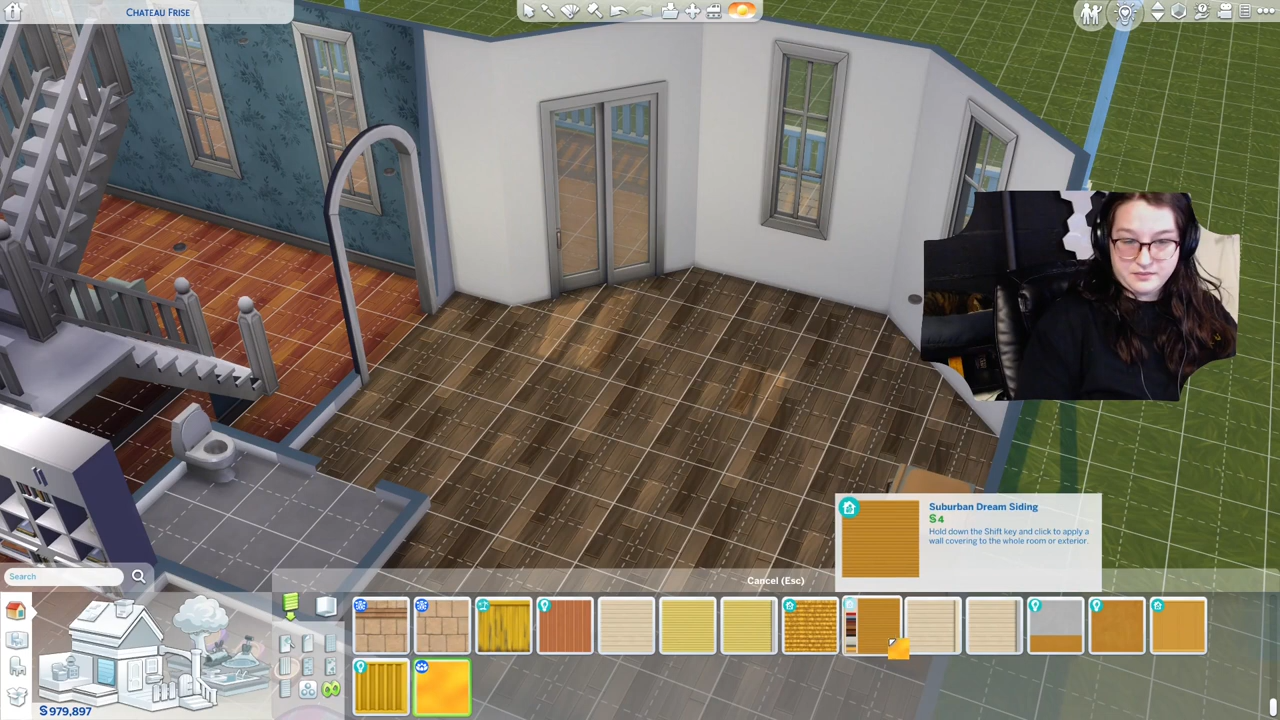 CHATEAU FRISE
Suburban Dream Siding
§4
Hold down the Shift key and click to apply a
wall covering to the whole room or exterior.
Cancel (Esc)
Search
§979,897